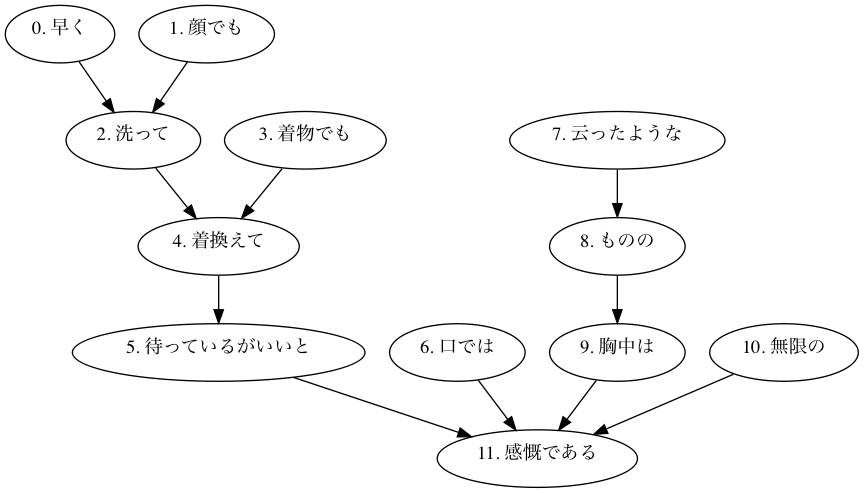 0. 早く
1. 顔でも
2. 洗って
3. 着物でも
7. 云ったような
4. 着換えて
8. ものの
5. 待っているがいいと
6. 口では
9. 胸中は
10. 無限の
11. 感慨である